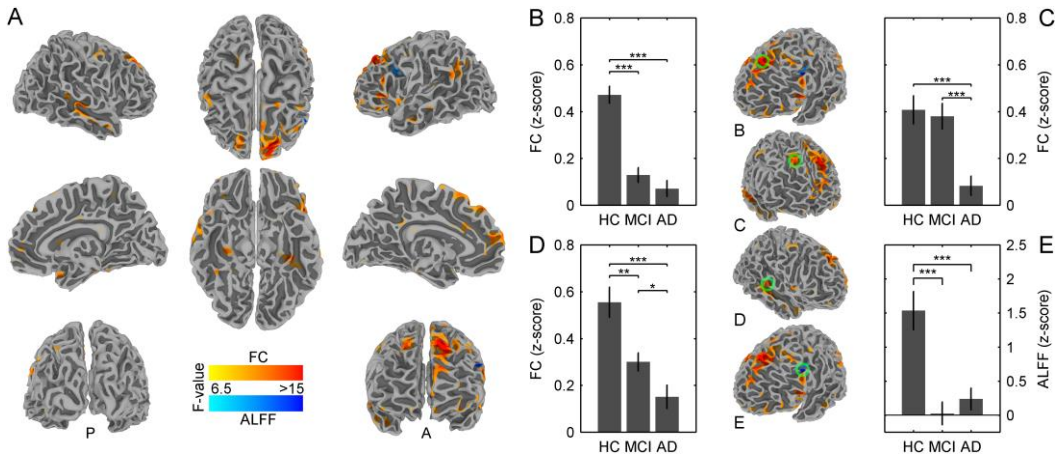 A
FC
F-value
6.5
>15
ALFF
P
A
B
FC (z-score)
0.8
0.6
0.4
0.2
0
***
***
HC MCI AD
B
C
D
E
C
FC (z-score)
0.8
0.6
0.4
0.2
0
***
***
HC MCI AD
D
FC (z-score)
0.8
0.6
0.4
0.2
0
***
**
*
HC MCI AD
E
ALFF (z-score)
2.5
2
1.5
1
0.5
0
***
***
HC MCI AD